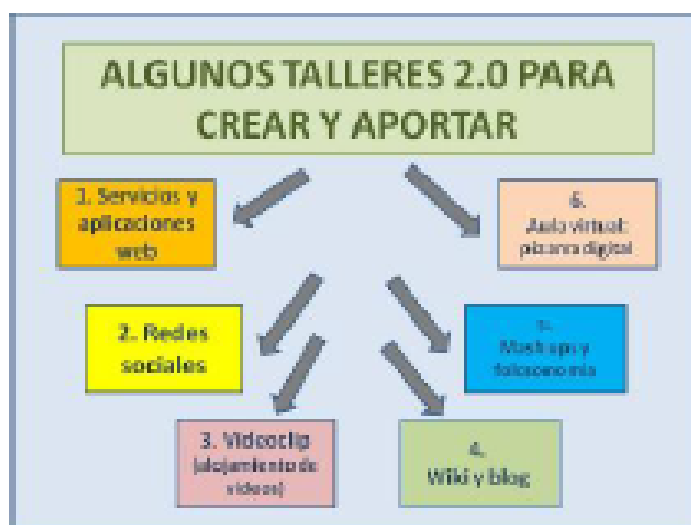 ALGUNOS TALLERES 2.0 PARA
CREAR Y APORTAR
1. Servicios y
aplicaciones
web
2. Redes
sociales
3. Videoclip
(alojamiento de
videos)
4.
Wiki y blog
5.
Mashups y
6.
Aula virtual:
pizarra digital